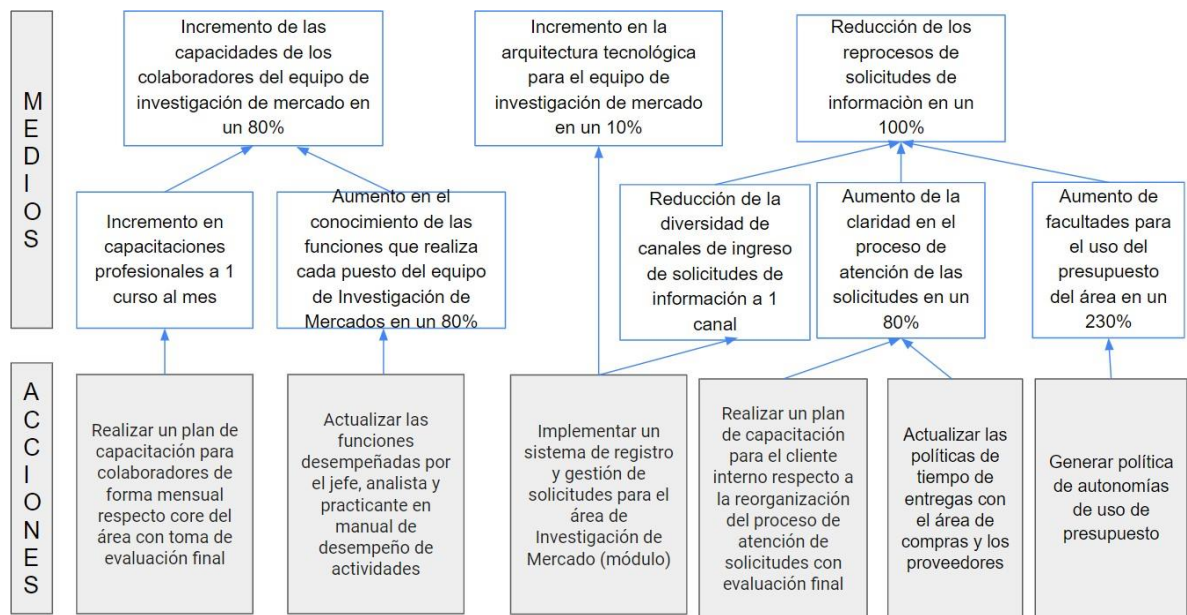 MEDIOS
Incremento de las
capacidades de los
colaboradores del equipo de
investigación de mercado en
un 80%
Incremento en la
arquitectura tecnológica
para el equipo de
investigación de mercado
en un 10%
Reducción de los
reprocesos de
solicitudes de
informaciòn en un
100%
Incremento en
capacitaciones
profesionales a 1
curso al mes
Aumento en el
conocimiento de las
funciones que realiza
cada puesto del equipo
de Investigación de
Mercados en un 80%
Reducción de la
diversidad de
canales de ingreso
de solicitudes de
información a 1
canal
Aumento de la
claridad en el
proceso de
atención de las
solicitudes en un
80%
Aumento de
facultades para
el uso del
presupuesto
del área en un
230%
ACCIONES
Realizar un plan de
capacitación para
colaboradores de
forma mensual
respecto core del
área con toma de
evaluación final
Actualizar las
funciones
desempeñadas por
el jefe, analista y
practicante en
manual de
desempeño de
actividades
Implementar un
sistema de registro
y gestión de
solicitudes para el
área de
Investigación de
Mercado (módulo)
Realizar un plan
de capacitación
para el cliente
interno respecto a
la reorganización
del proceso de
atención de
solicitudes con
evaluación final
Actualizar las
políticas de
tiempo de
entregas con
el área de
compras y los
proveedores
Generar política
de autonomías
de uso de
presupuesto